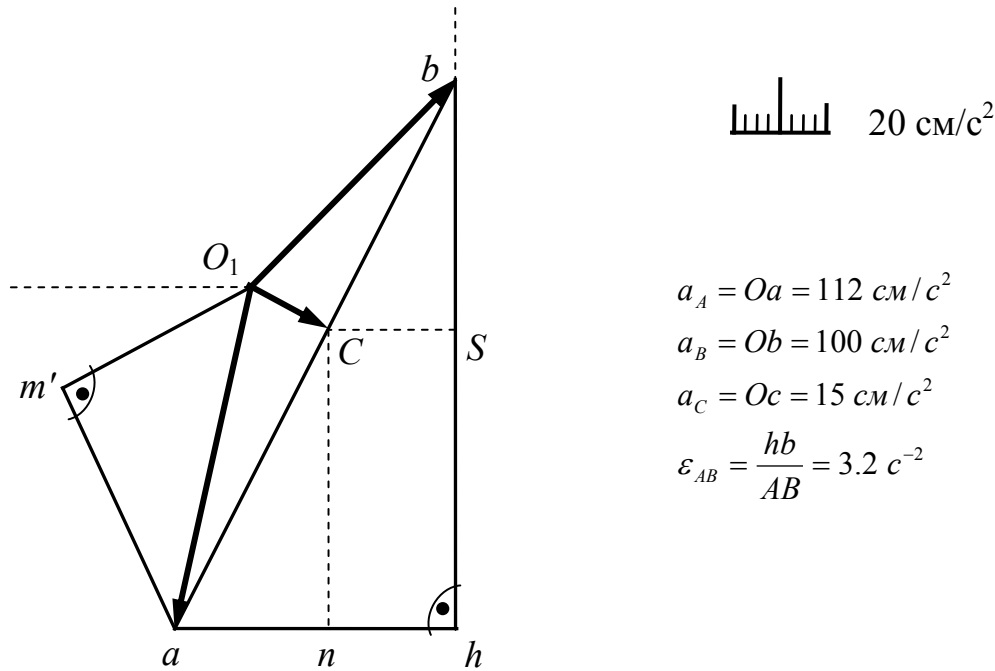 b
20 см/с²
O₁
a_A = Oa = 112 см/с²
a_B = Ob = 100 см/с²
C
S
m′
a_C = Oc = 15 см/с²
ε_AB = hb/AB = 3.2 с⁻²
a
n
h